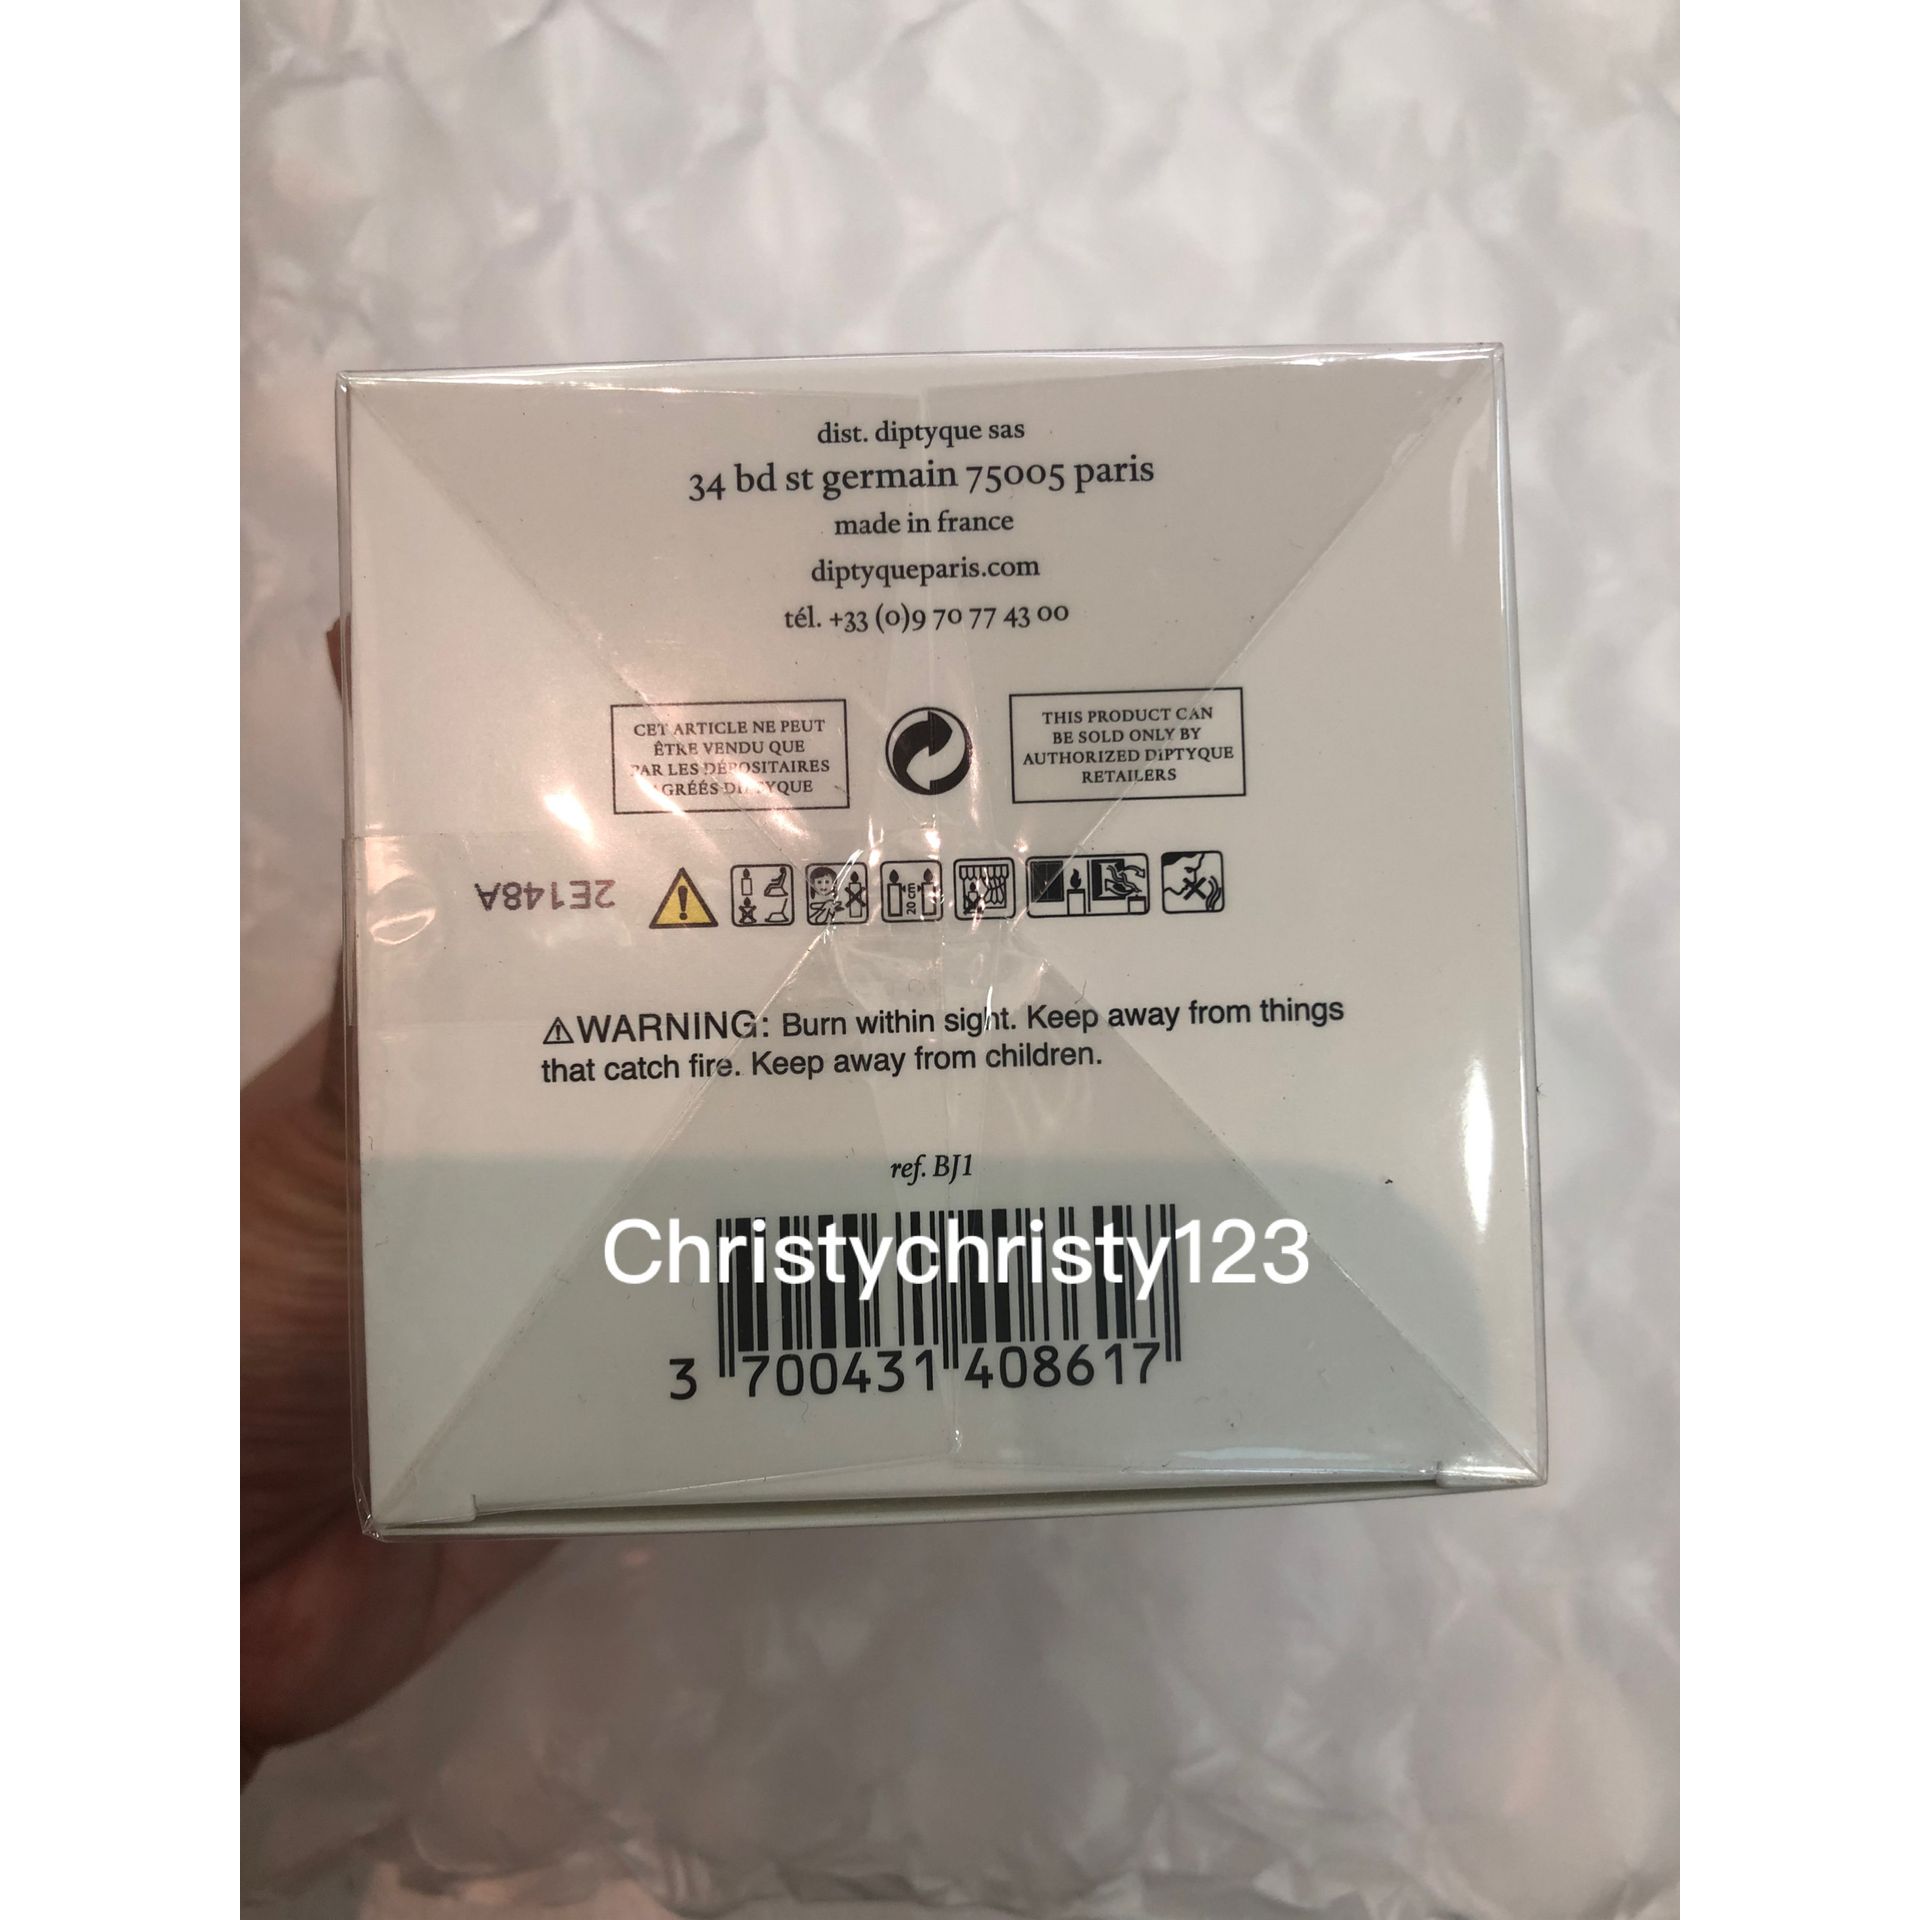 dist. diptyque sas
34 bd st germain 75005 paris
made in france
diptyqueparis.com
tél. +33 (0)9 70 77 43 00
CET ARTICLE NE PEUT
ÊTRE VENDU QUE
PAR LES DÉPOSITAIRES
AGRÉÉS DIPTYQUE
THIS PRODUCT CAN
BE SOLD ONLY BY
AUTHORIZED DIPTYQUE
RETAILERS
2E148A
20 cm
WARNING: Burn within sight. Keep away from things
that catch fire. Keep away from children.
ref. BJ1
Christychristy123
3 700431 408617